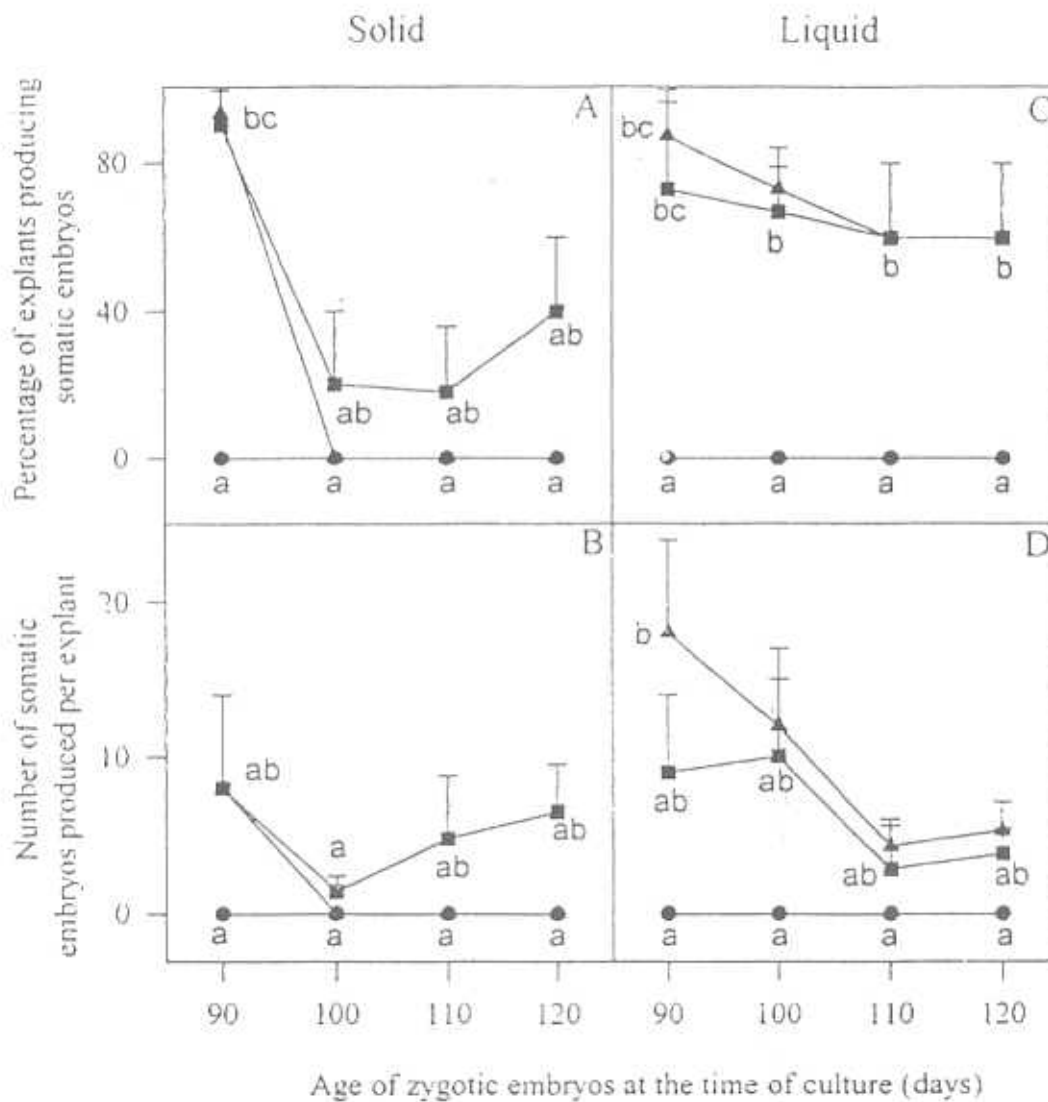 Solid
Liquid
Percentage of explants producing
somatic embryos
80
40
0
A
bc
ab
ab
ab
a
a
a
a
C
bc
bc
b
b
b
a
a
a
a
Number of somatic
embryos produced per explant
20
10
0
B
ab
a
ab
ab
a
a
a
a
D
b
ab
ab
ab
ab
a
a
a
a
90
100
110
120
90
100
110
120
Age of zygotic embryos at the time of culture (days)